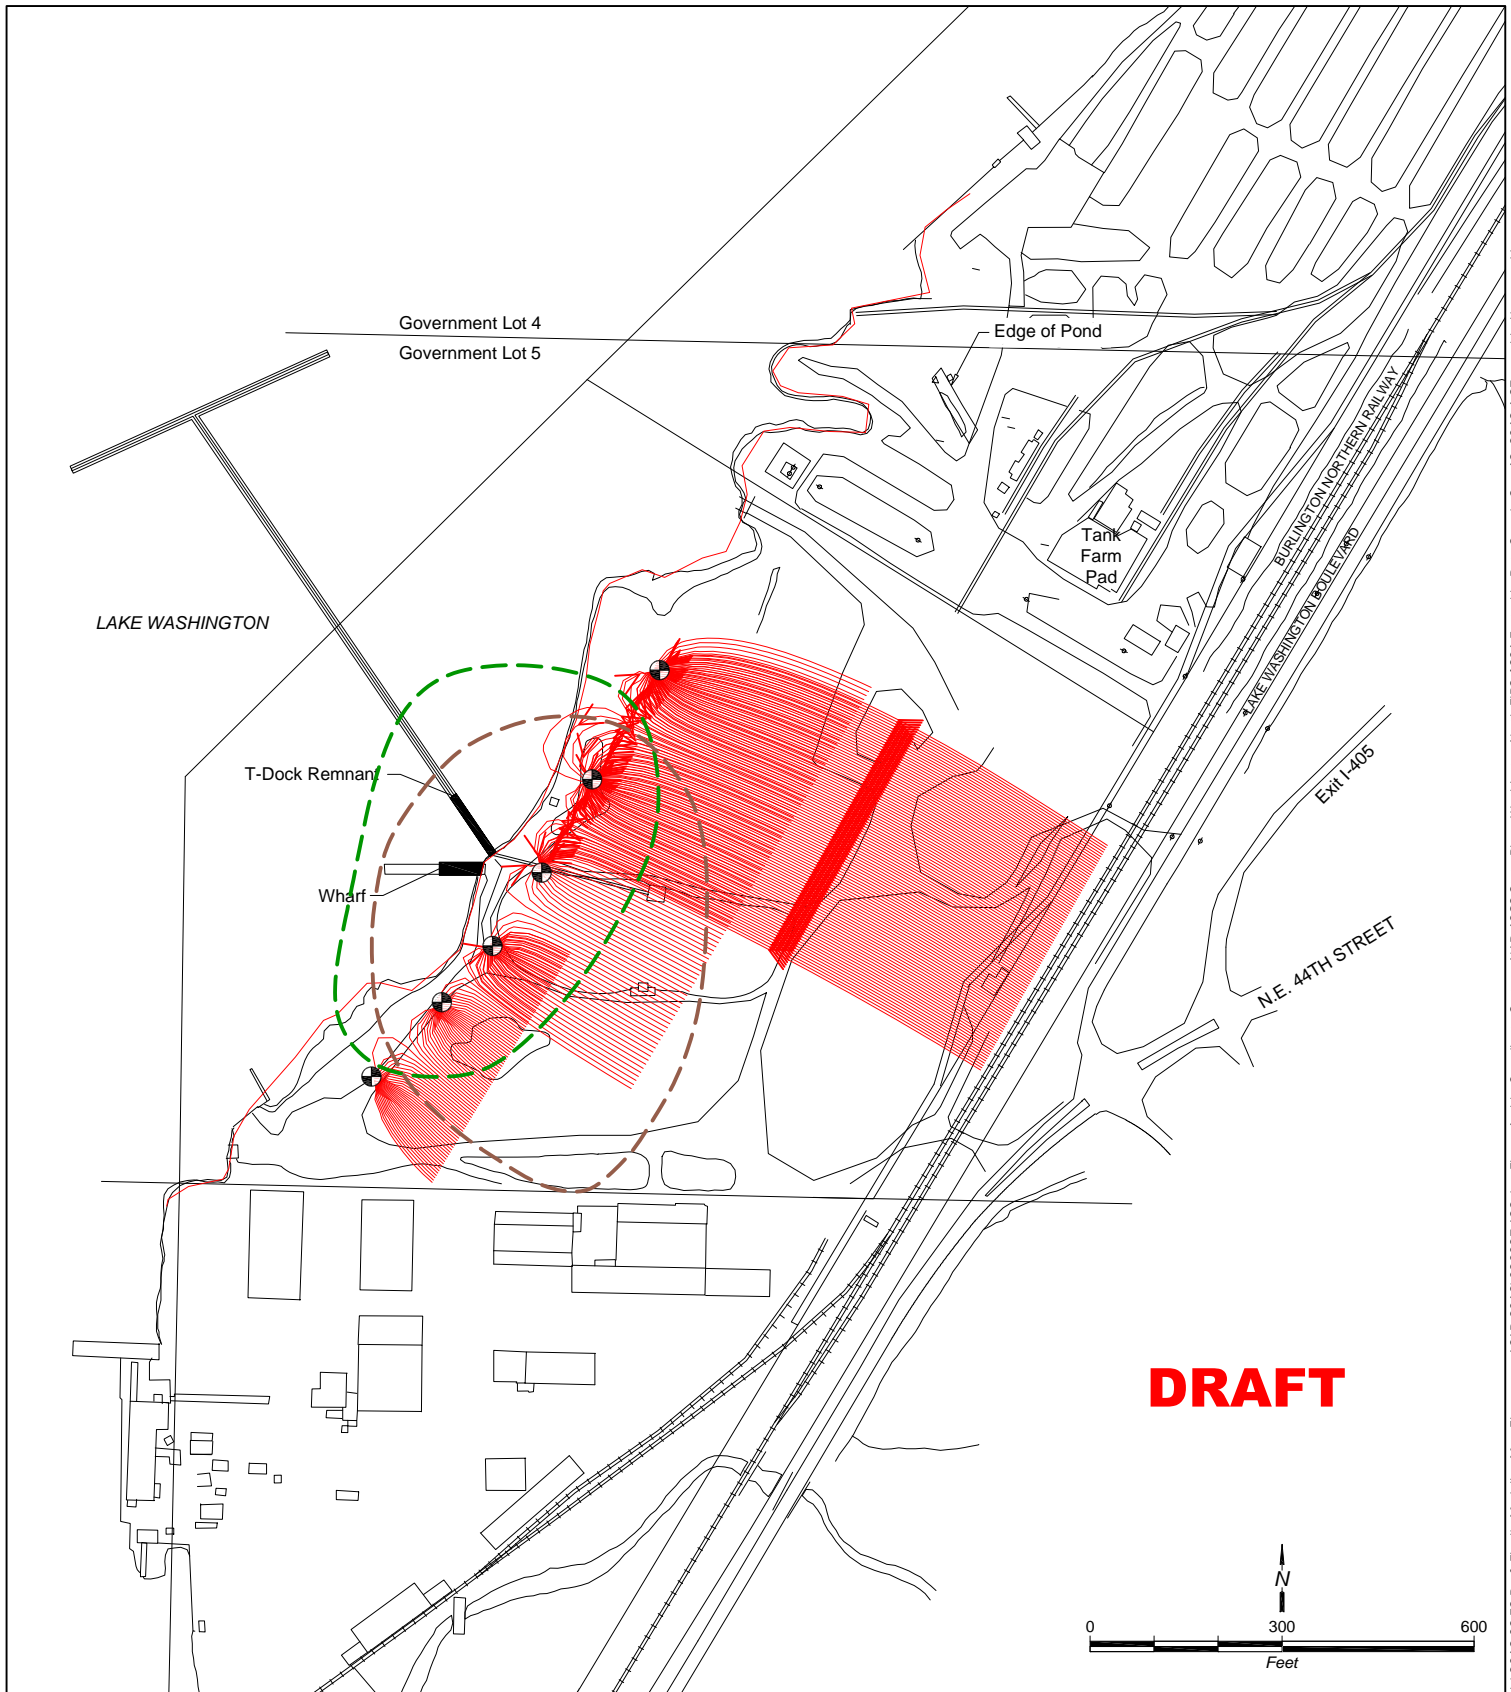 Government Lot 4
Government Lot 5
Edge of Pond
BURLINGTON NORTHERN RAILWAY
LAKE WASHINGTON BOULEVARD
Tank
Farm
Pad
LAKE WASHINGTON
T-Dock Remnant
Exit I-405
Wharf
N.E. 44TH STREET
DRAFT
N
0 300 600
Feet